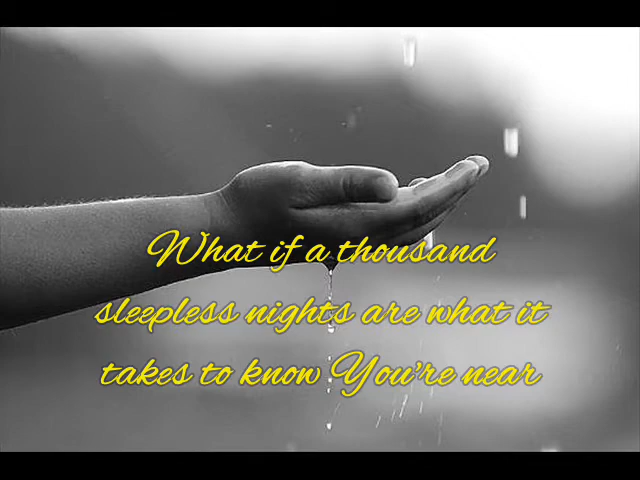 What if a thousand
sleepless nights are what it
takes to know You're near